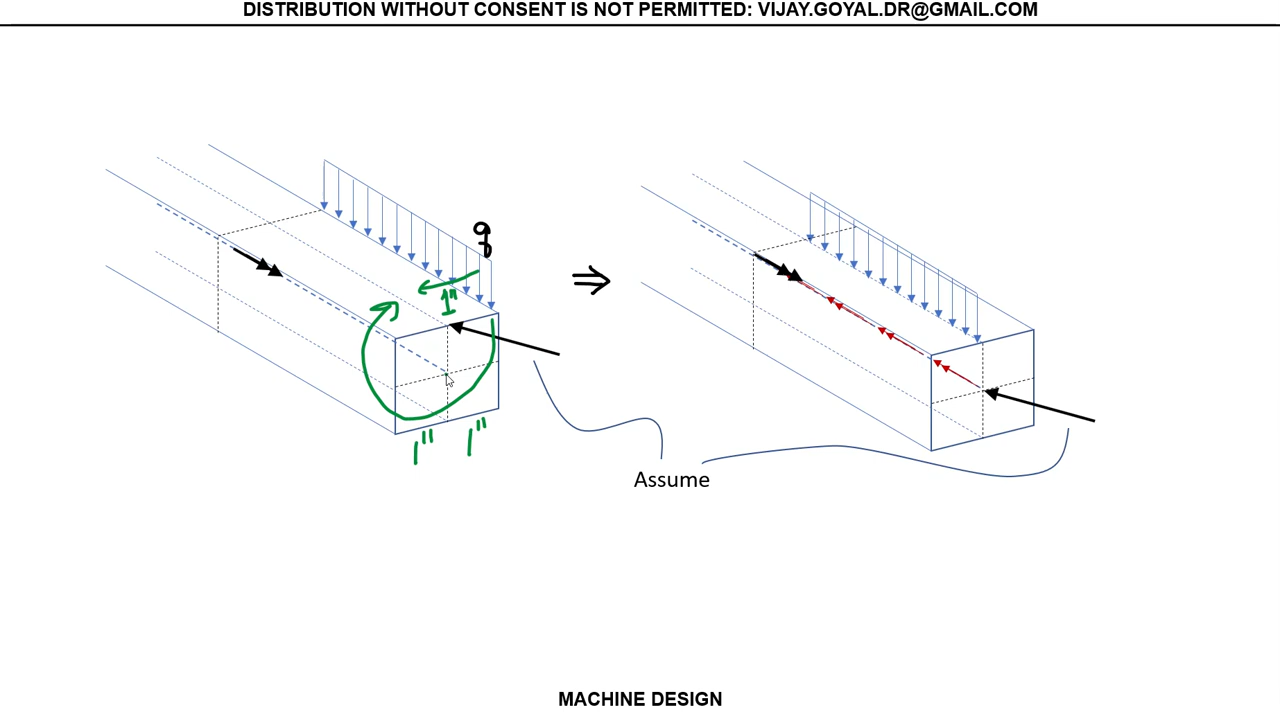 DISTRIBUTION WITHOUT CONSENT IS NOT PERMITTED: VIJAY.GOYAL.DR@GMAIL.COM
q
1"
1" 1"
Assume
MACHINE DESIGN